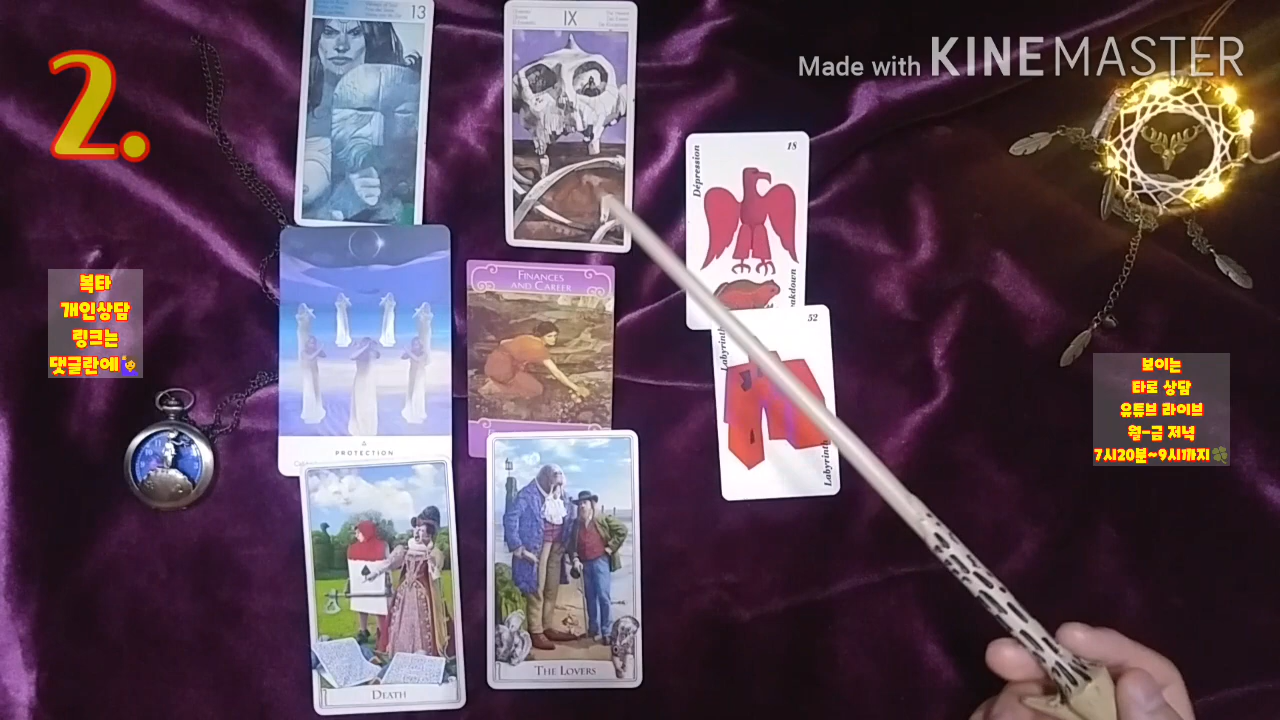 2.
Made with KINEMASTER
13
IX
18
Dépression
FINANCES
AND CAREER
52
Labyrinth
Labyrinth
PROTECTION
DEATH
THE LOVERS
복타
개인상담
링크는
댓글란에🙋‍♀️
보이는
타로 상담
유튜브 라이브
월-금 저녁
7시20분~9시까지🍀